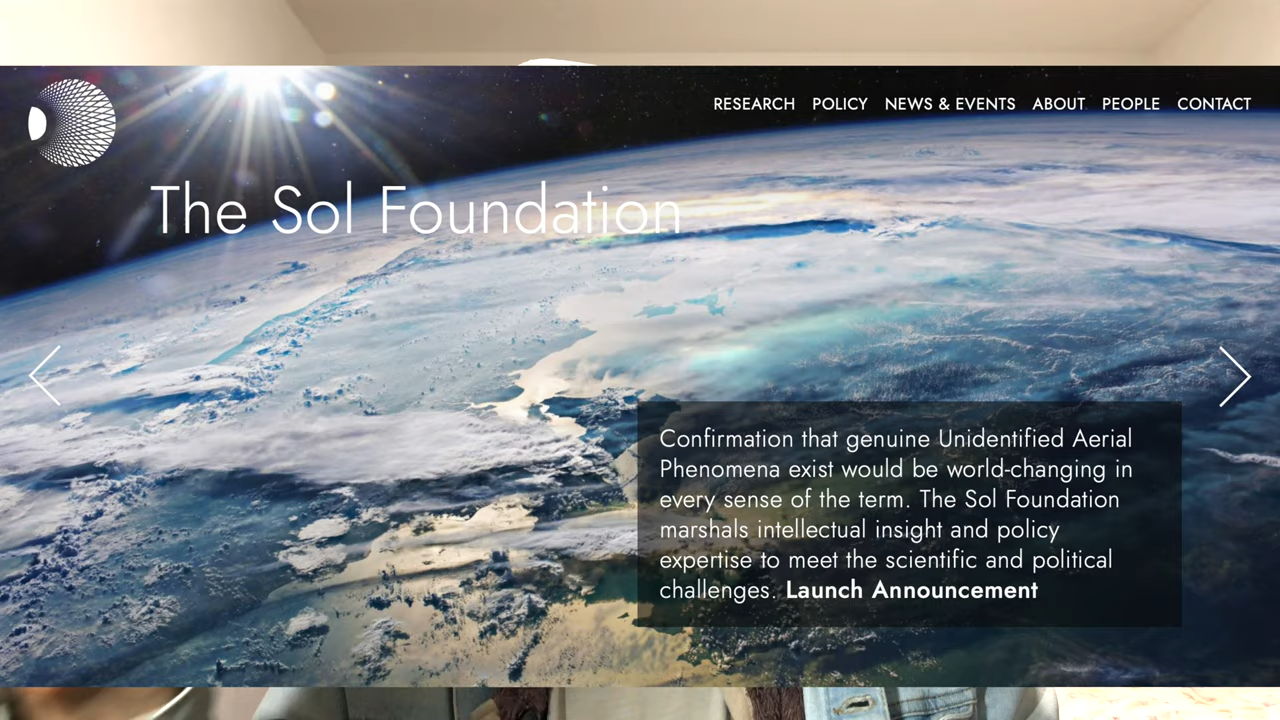 RESEARCH POLICY NEWS & EVENTS ABOUT PEOPLE CONTACT
The Sol Foundation
Confirmation that genuine Unidentified Aerial
Phenomena exist would be world-changing in
every sense of the term. The Sol Foundation
marshals intellectual insight and policy
expertise to meet the scientific and political
challenges. Launch Announcement